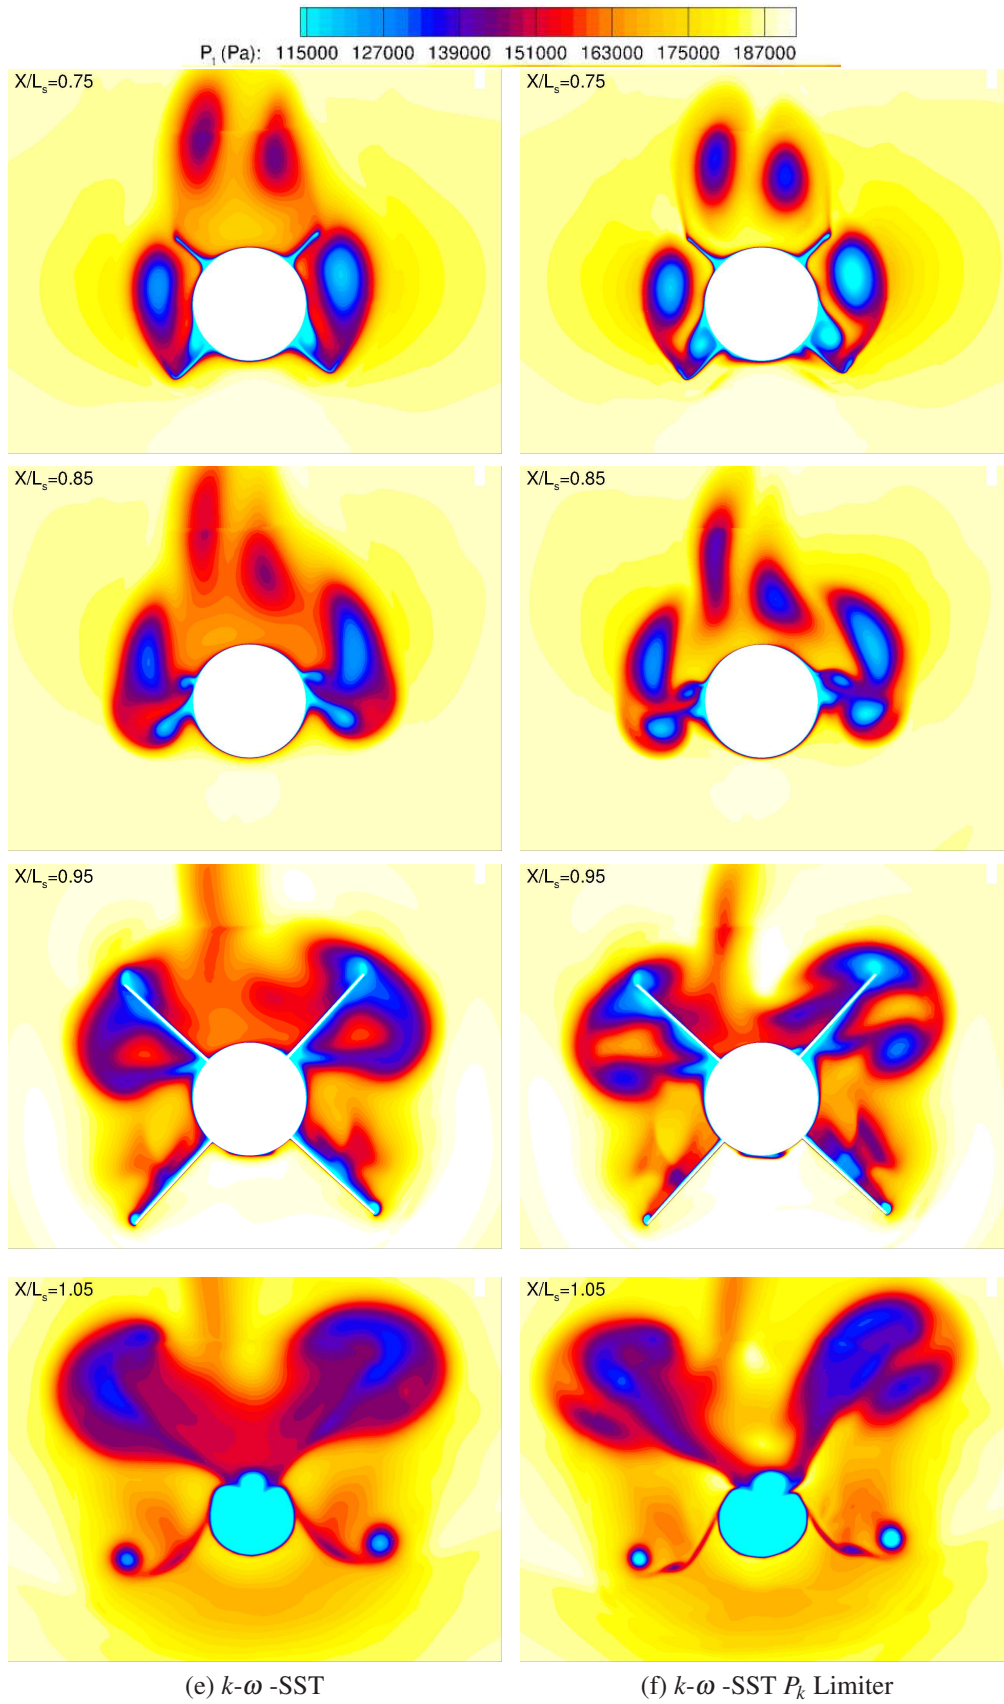 115000 127000 139000 151000 163000 175000 187000
P₁ (Pa):
X/Lₛ=0.75 X/Lₛ=0.75
X/Lₛ=0.85 X/Lₛ=0.85
X/Lₛ=0.95 X/Lₛ=0.95
X/Lₛ=1.05 X/Lₛ=1.05
(e) k-ω -SST (f) k-ω -SST Pₖ Limiter